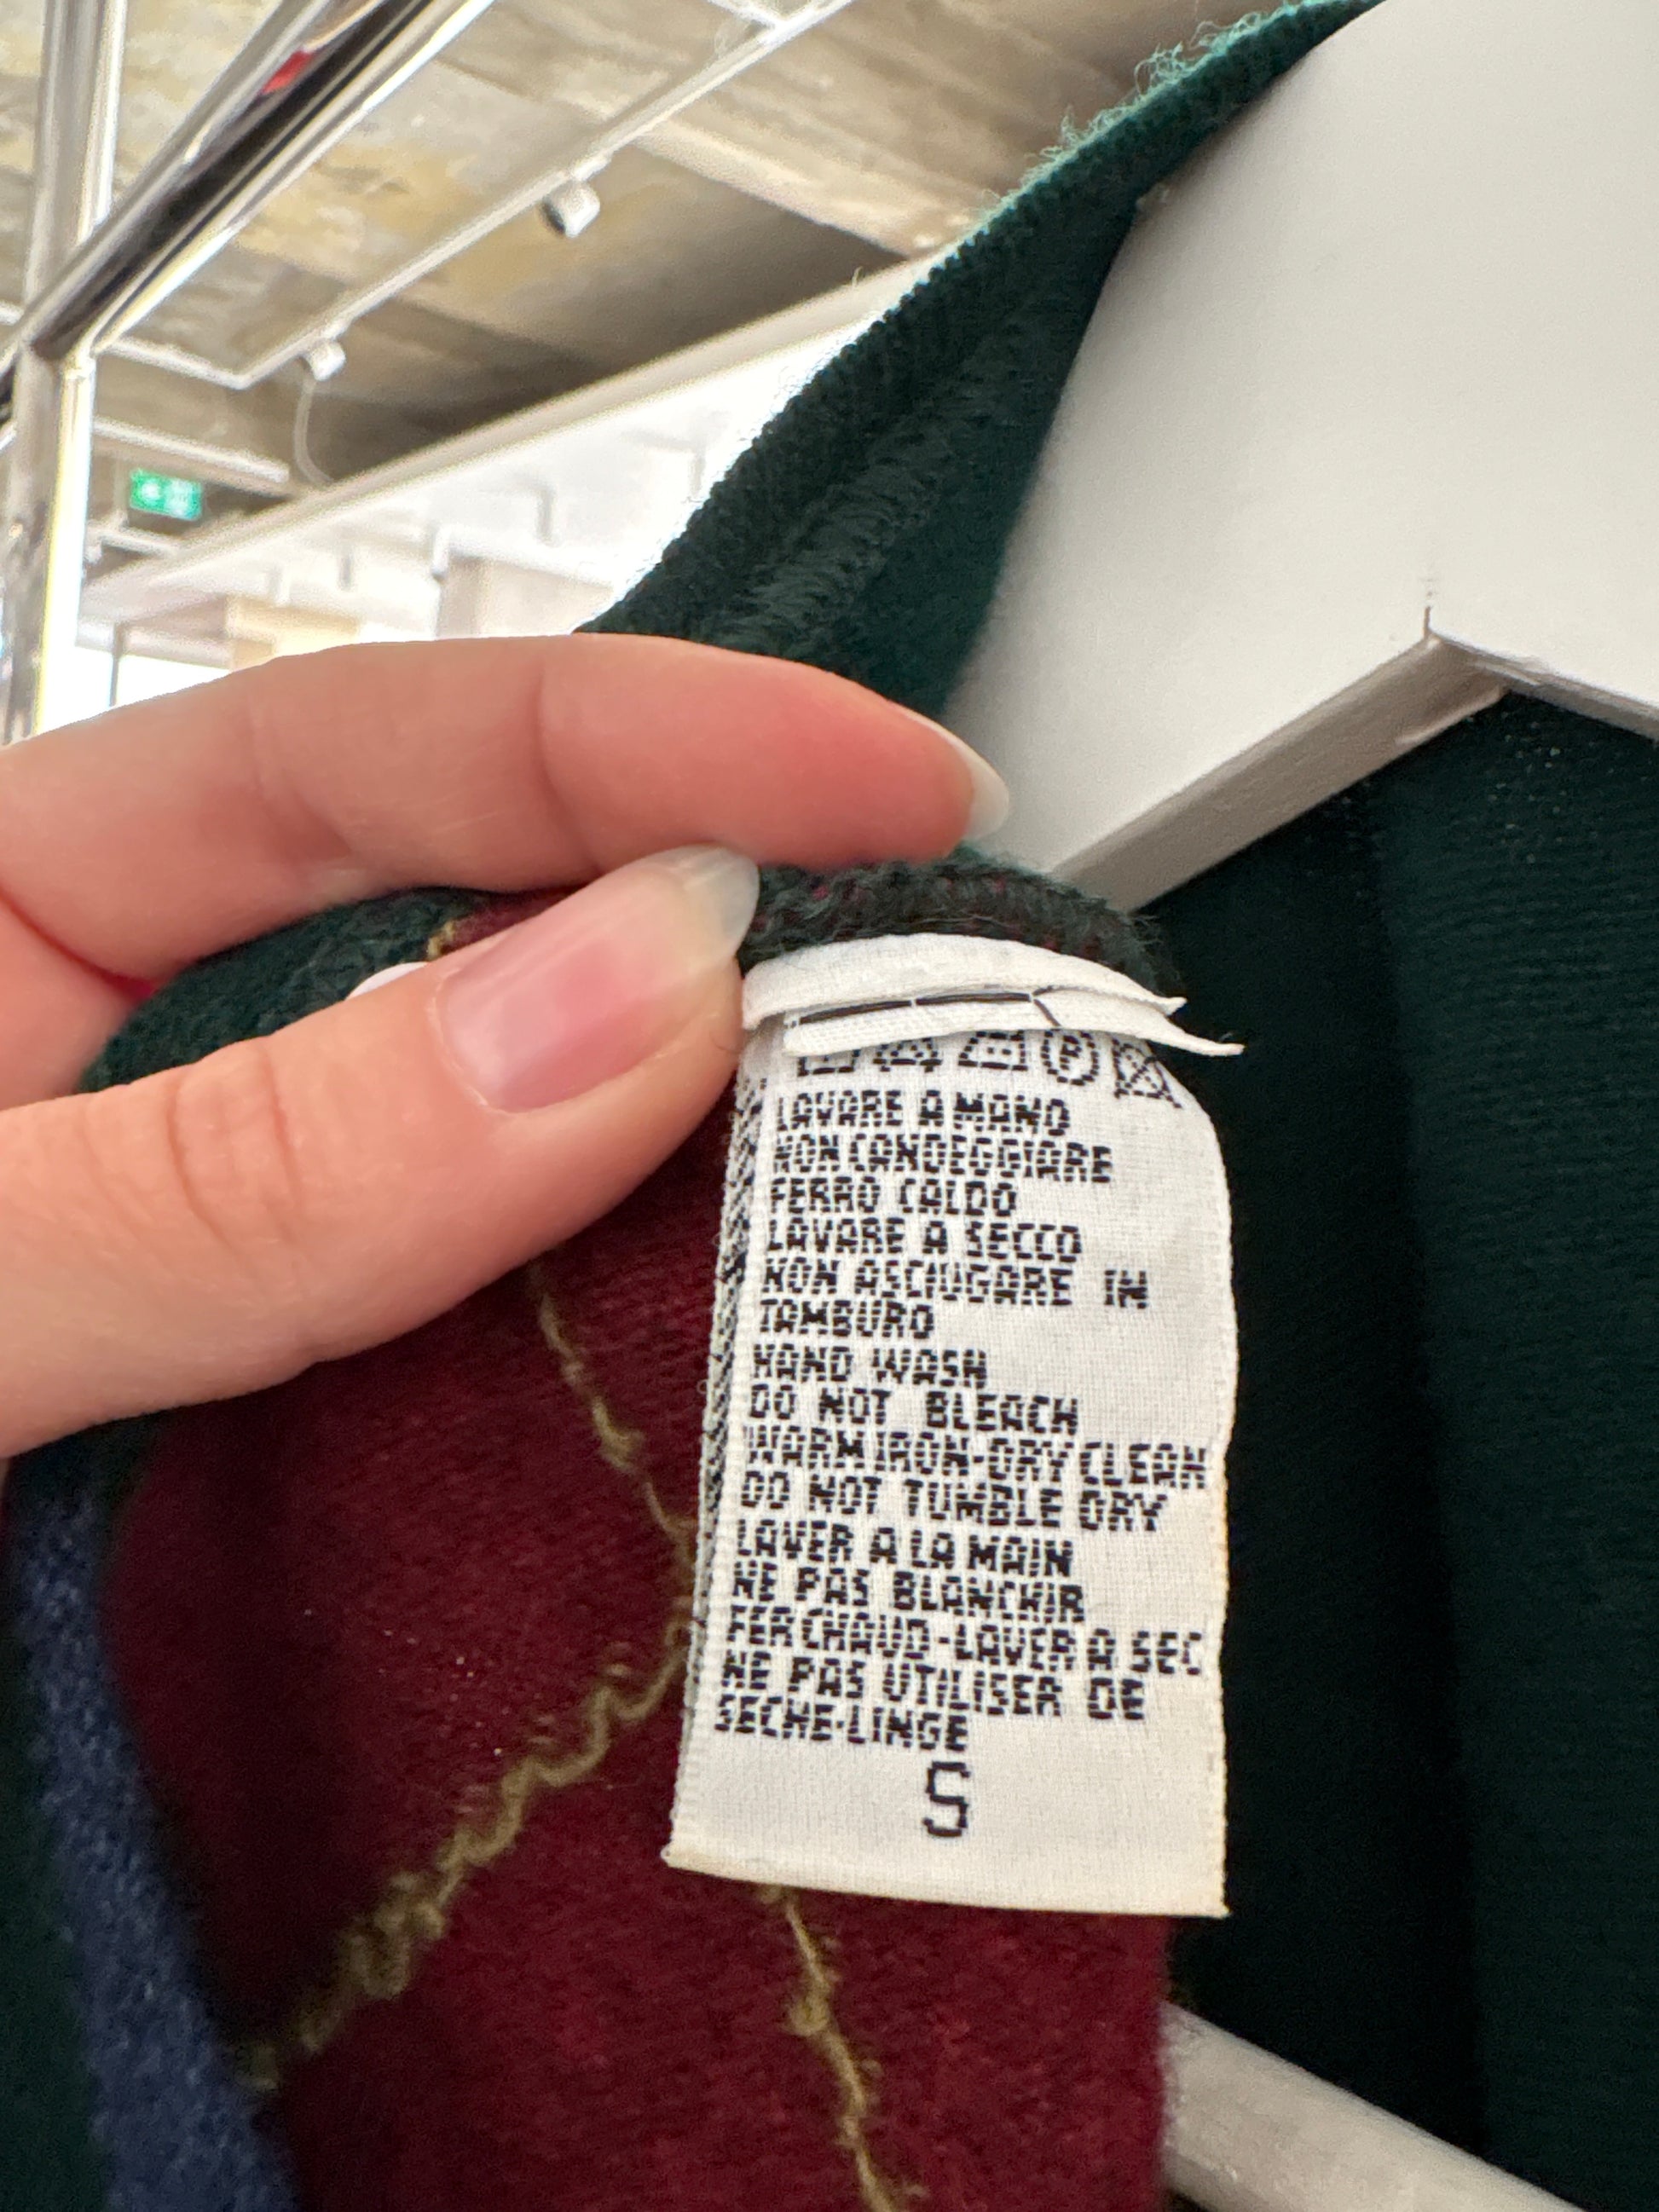 LAVARE A MANO
NON CANDEGGIARE
FERRO CALDO
LAVARE A SECCO
NON ASCIUGARE IN
TAMBURO
HAND WASH
DO NOT BLEACH
WARM IRON-DRY CLEAN
DO NOT TUMBLE DRY
LAVER A LA MAIN
NE PAS BLANCHIR
FER CHAUD-LAVER A SEC
NE PAS UTILISER DE
SECHE-LINGE
S